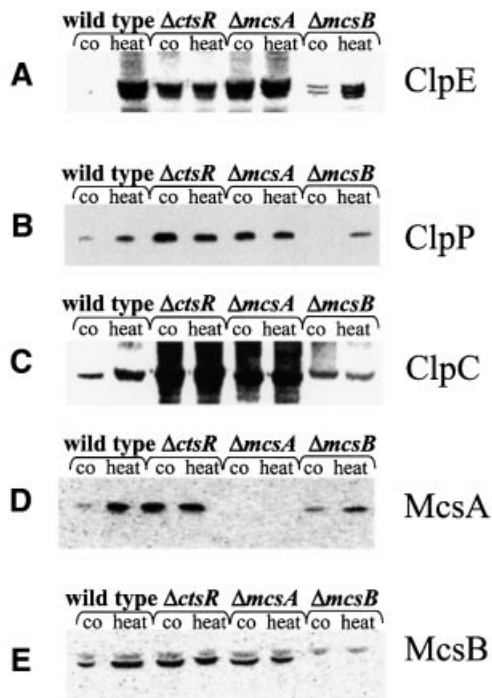 wild type ΔctsR ΔmcsA ΔmcsB
co heat co heat co heat co heat
A ClpE
wild type ΔctsR ΔmcsA ΔmcsB
co heat co heat co heat co heat
B ClpP
wild type ΔctsR ΔmcsA ΔmcsB
co heat co heat co heat co heat
C ClpC
wild type ΔctsR ΔmcsA ΔmcsB
co heat co heat co heat co heat
D McsA
wild type ΔctsR ΔmcsA ΔmcsB
co heat co heat co heat co heat
E McsB